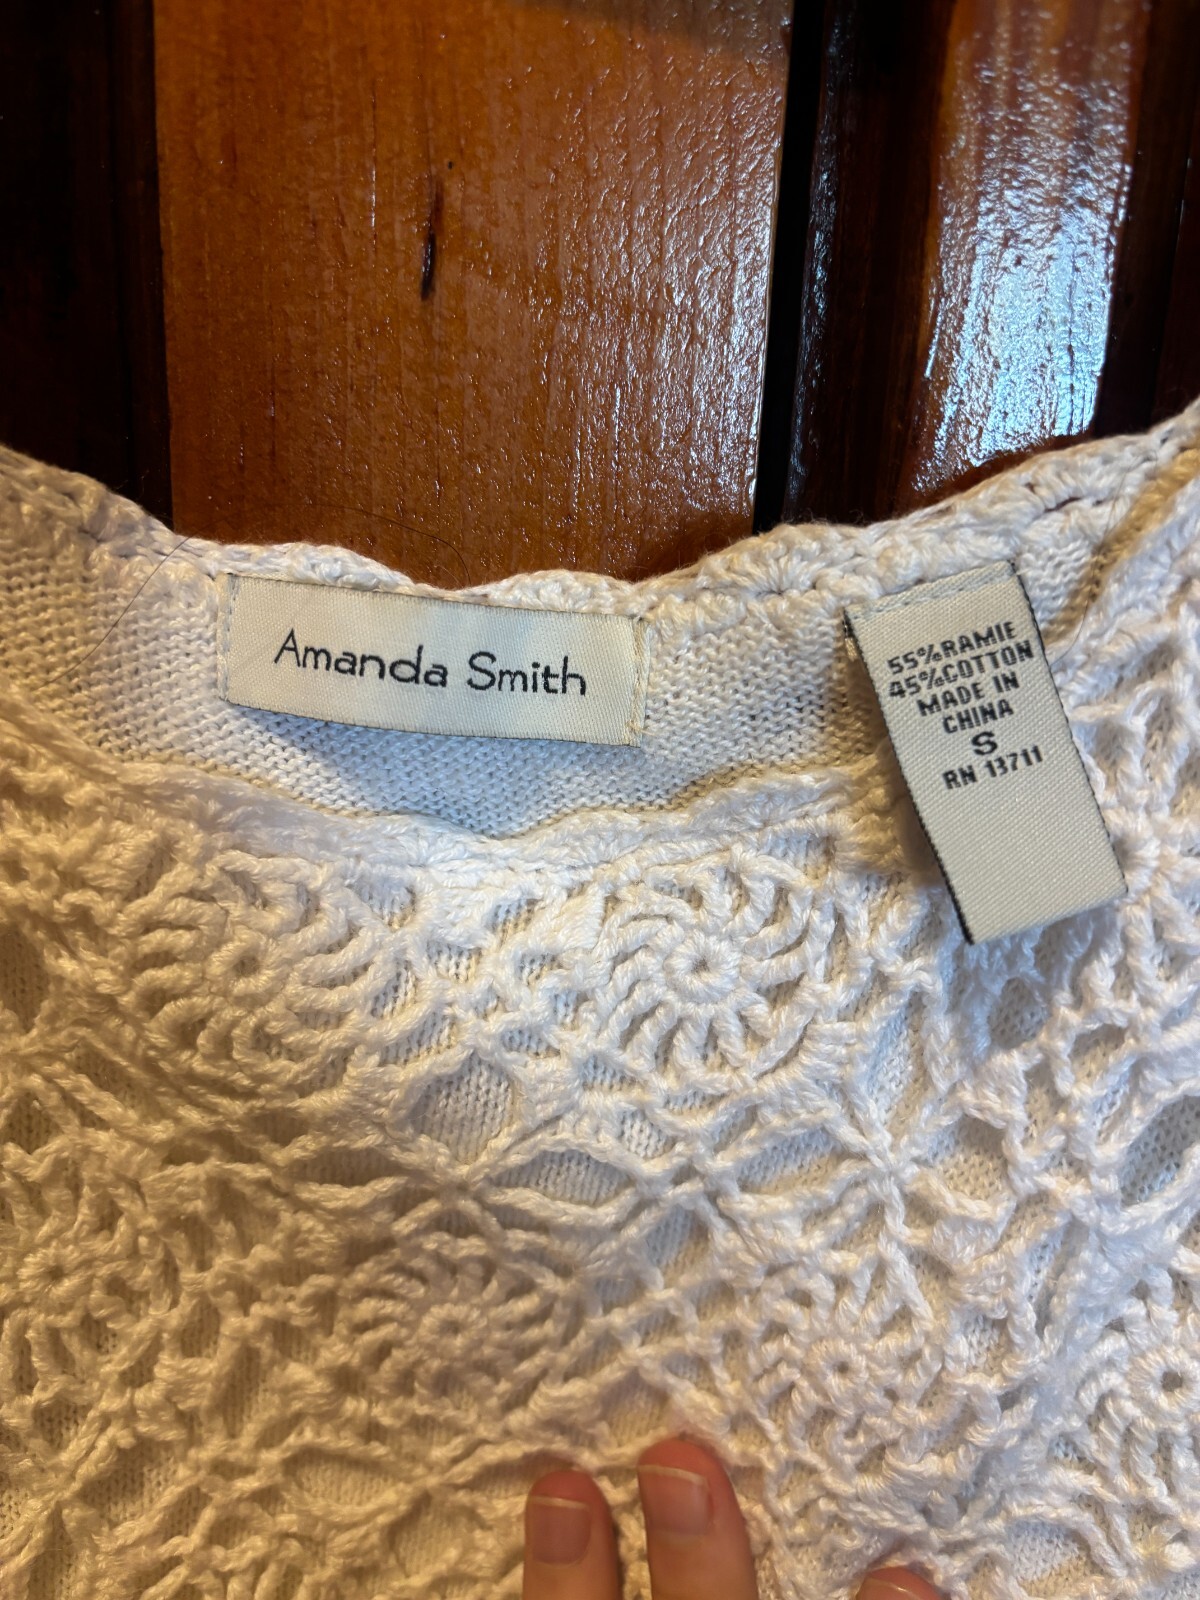 Amanda Smith
55%RAMIE
45%COTTON
MADE IN
CHINA
S
RN 13711